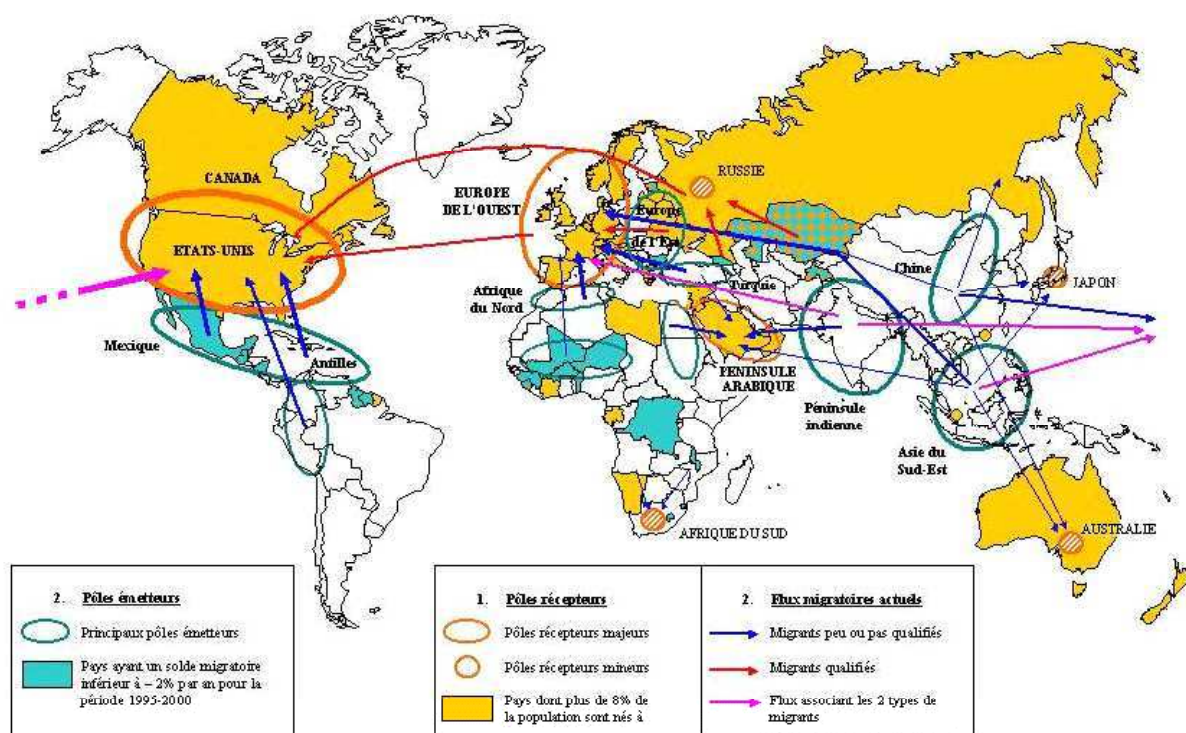 CANADA
ETATS-UNIS
Mexique
Antilles
EUROPE
DE L'OUEST
Europe
de l'Est
RUSSIE
Turquie
Afrique
du Nord
PENINSULE
ARABIQUE
Péninsule
indienne
Chine
JAPON
Asie du
Sud-Est
AFRIQUE DU SUD
AUSTRALIE
2. Pôles émetteurs
Principaux pôles émetteurs
Pays ayant un solde migratoire
inférieur à – 2% par an pour la
période 1995-2000
1. Pôles récepteurs
Pôles récepteurs majeurs
Pôles récepteurs mineurs
Pays dont plus de 8% de
la population sont nés à
2. Flux migratoires actuels
Migrants peu ou pas qualifiés
Migrants qualifiés
Flux associant les 2 types de
migrants